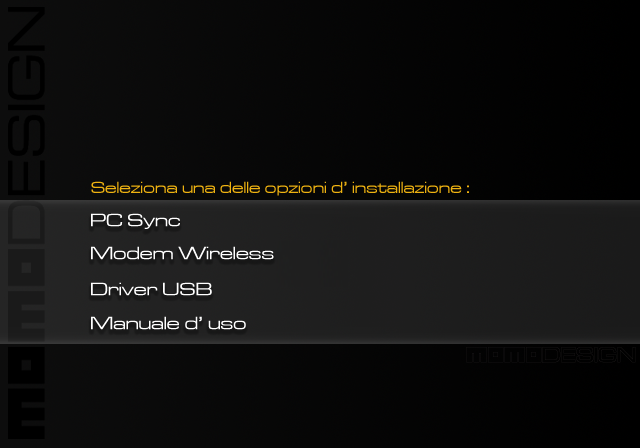 momoDESIGN
Seleziona una delle opzioni d' installazione :
PC Sync
Modem Wireless
Driver USB
Manuale d' uso
momoDESIGN